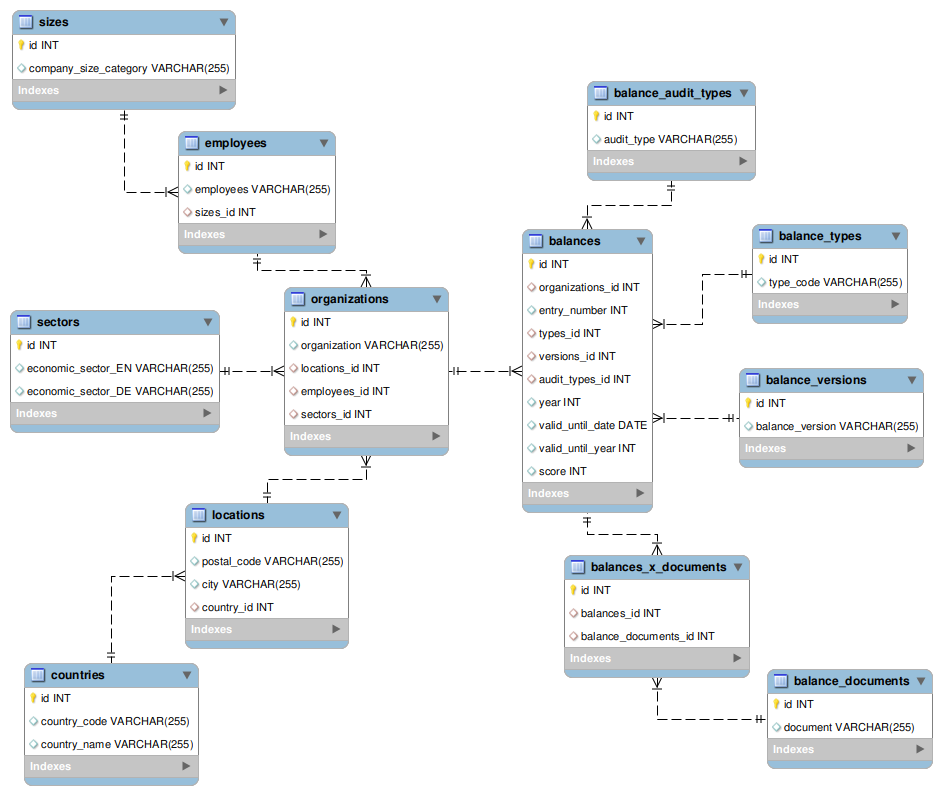 sizes
id INT
company_size_category VARCHAR(255)
Indexes
employees
id INT
employees VARCHAR(255)
sizes_id INT
Indexes
sectors
id INT
economic_sector_EN VARCHAR(255)
economic_sector_DE VARCHAR(255)
Indexes
organizations
id INT
organization VARCHAR(255)
locations_id INT
employees_id INT
sectors_id INT
Indexes
locations
id INT
postal_code VARCHAR(255)
city VARCHAR(255)
country_id INT
Indexes
countries
id INT
country_code VARCHAR(255)
country_name VARCHAR(255)
Indexes
balance_audit_types
id INT
audit_type VARCHAR(255)
Indexes
balances
id INT
organizations_id INT
entry_number INT
types_id INT
versions_id INT
audit_types_id INT
year INT
valid_until_date DATE
valid_until_year INT
score INT
Indexes
balance_types
id INT
type_code VARCHAR(255)
Indexes
balance_versions
id INT
balance_version VARCHAR(255)
Indexes
balances_x_documents
id INT
balances_id INT
balance_documents_id INT
Indexes
balance_documents
id INT
document VARCHAR(255)
Indexes